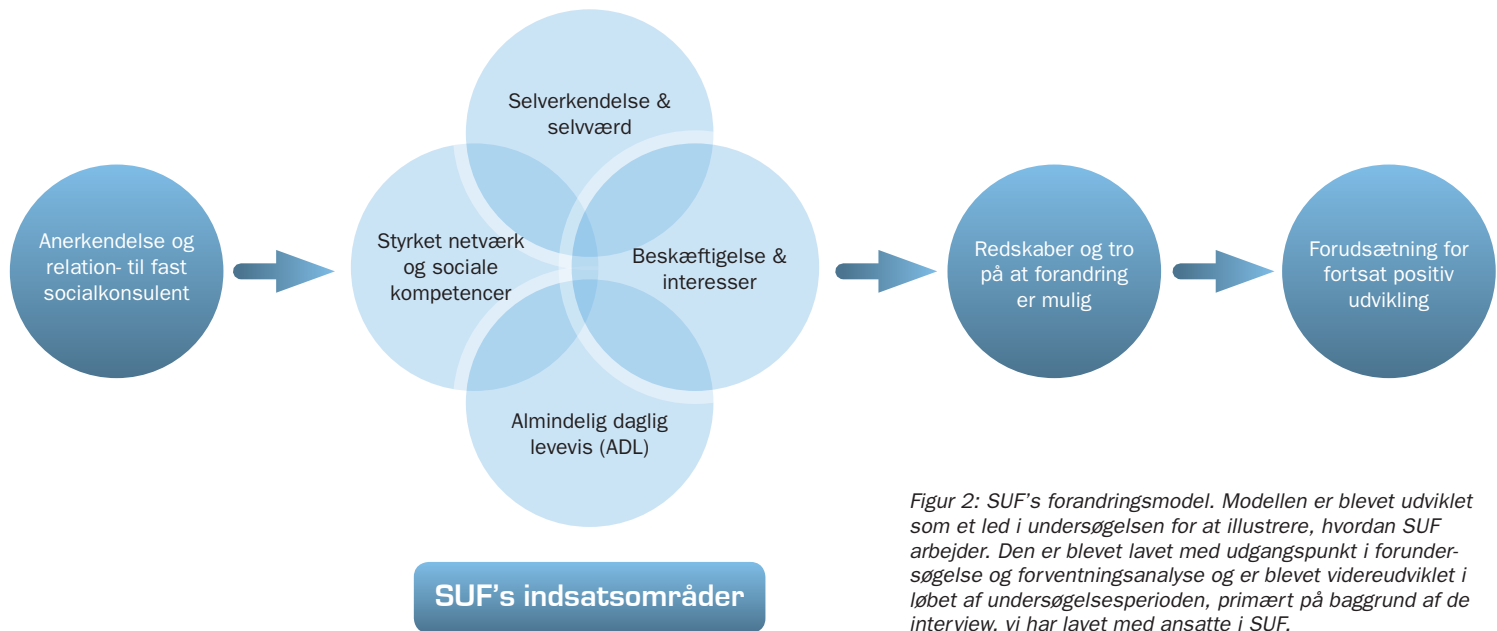 Anerkendelse og
relation- til fast
socialkonsulent
Selverkendelse &
selvværd
Styrket netværk
og sociale
kompetencer
Beskæftigelse &
interesser
Almindelig daglig
levevis (ADL)
SUF's indsatsområder
Redskaber og tro
på at forandring
er mulig
Forudsætning for
fortsat positiv
udvikling
Figur 2: SUF's forandringsmodel. Modellen er blevet udviklet
som et led i undersøgelsen for at illustrere, hvordan SUF
arbejder. Den er blevet lavet med udgangspunkt i forunder-
søgelse og forventningsanalyse og er blevet videreudviklet i
løbet af undersøgelsesperioden, primært på baggrund af de
interview, vi har lavet med ansatte i SUF.